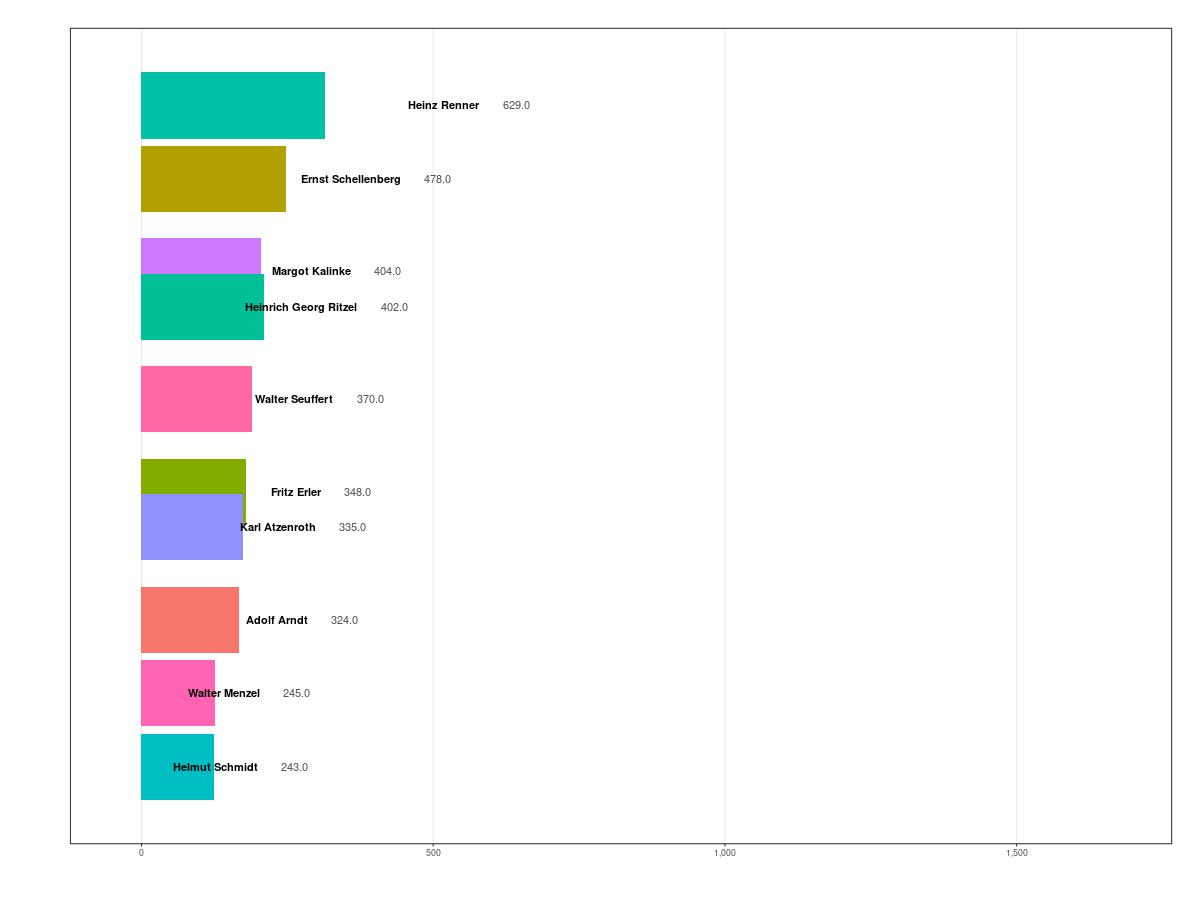 Heinz Renner 629.0
Ernst Schellenberg 478.0
Margot Kalinke 404.0
Heinrich Georg Ritzel 402.0
Walter Seuffert 370.0
Fritz Erler 348.0
Karl Atzenroth 335.0
Adolf Arndt 324.0
Walter Menzel 245.0
Helmut Schmidt 243.0
0 500 1,000 1,500